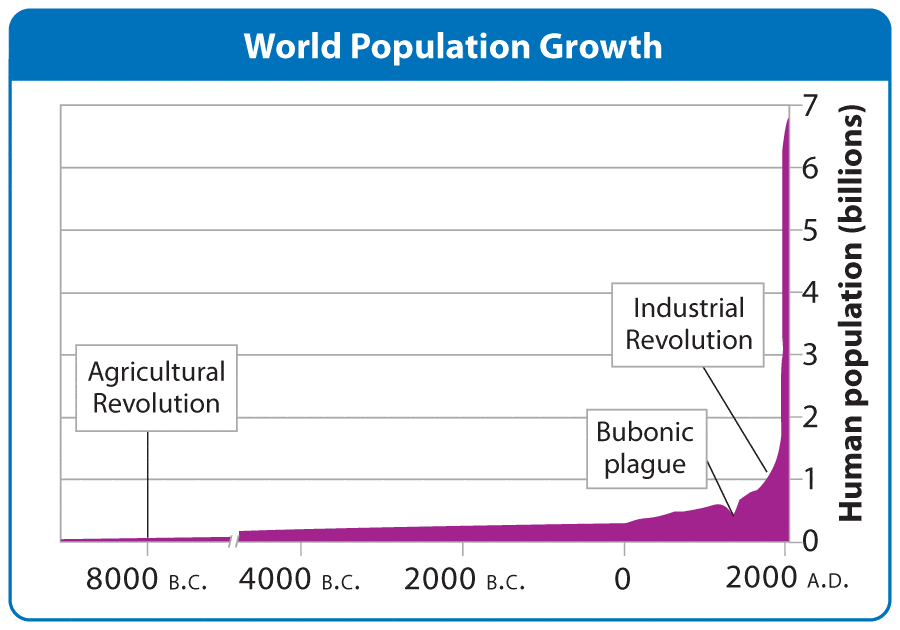 World Population Growth
7
6
5
4
3
2
1
0
Human population (billions)
Agricultural
Revolution
Industrial
Revolution
Bubonic
plague
8000 B.C.
4000 B.C.
2000 B.C.
0
2000 A.D.